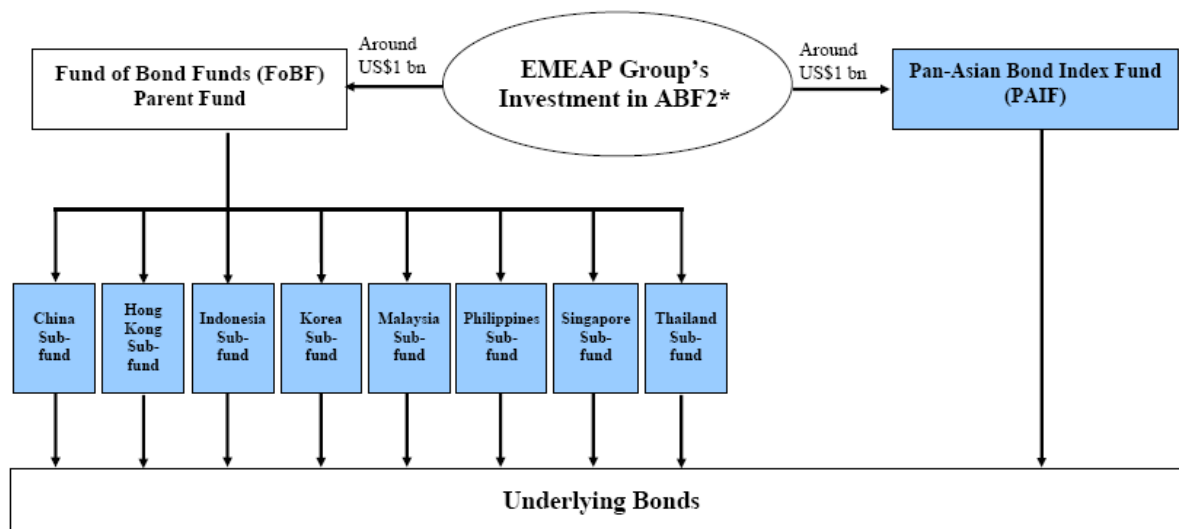 Around
US$1 bn
Fund of Bond Funds (FoBF)
Parent Fund
EMEAP Group's
Investment in ABF2*
Around
US$1 bn
Pan-Asian Bond Index Fund
(PAIF)
China
Sub-
fund
Hong
Kong
Sub-
fund
Indonesia
Sub-
fund
Korea
Sub-
fund
Malaysia
Sub-
fund
Philippines
Sub-
fund
Singapore
Sub-
fund
Thailand
Sub-
fund
Underlying Bonds